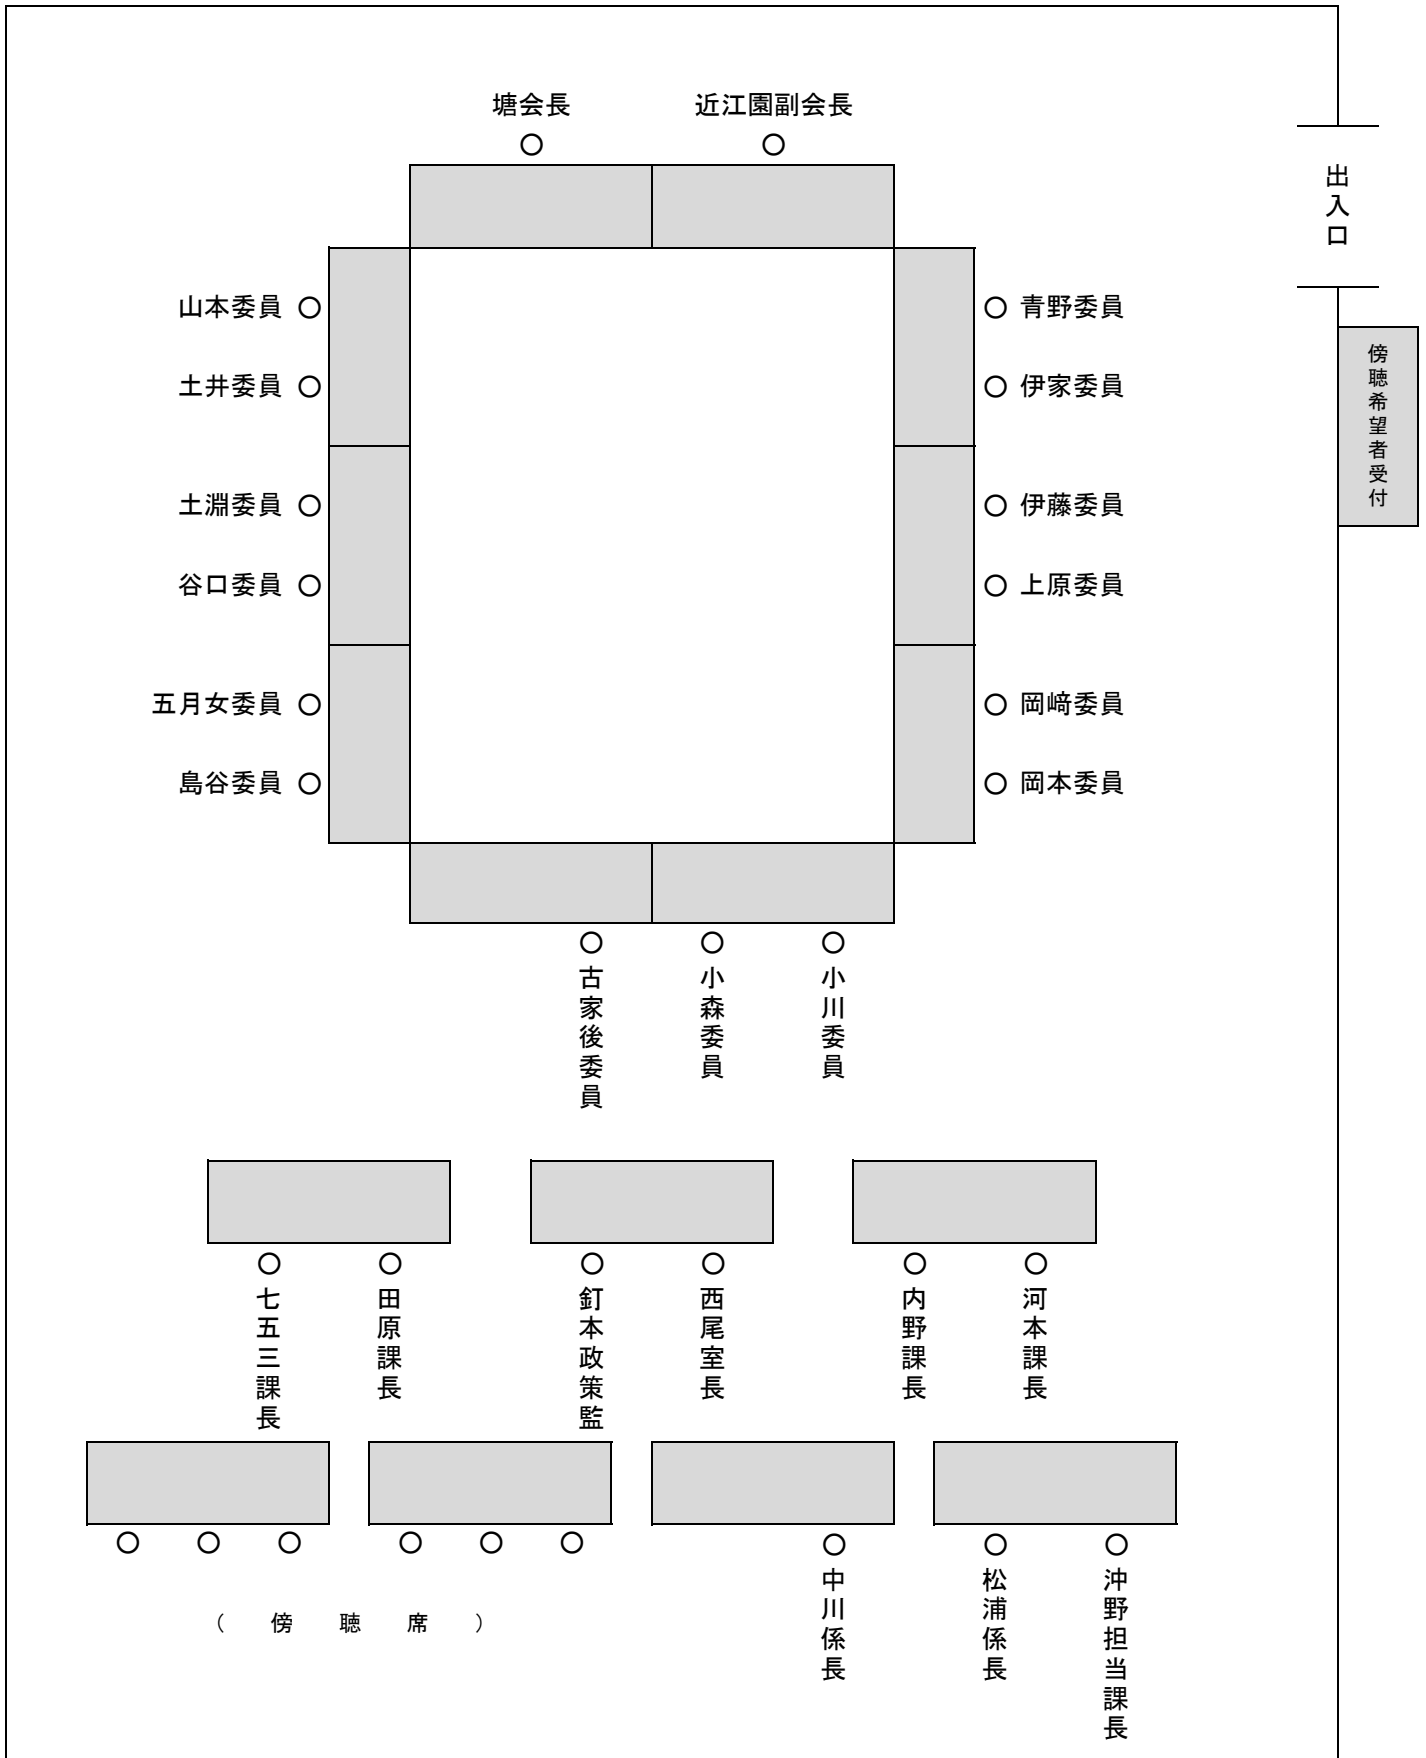 塘会長
近江園副会長
出入口
山本委員
青野委員
土井委員
伊家委員
傍聴希望者受付
土淵委員
伊藤委員
谷口委員
上原委員
五月女委員
岡﨑委員
島谷委員
岡本委員
古家後委員
小森委員
小川委員
七五三課長
田原課長
釘本政策監
西尾室長
内野課長
河本課長
（傍聴席）
中川係長
松浦係長
沖野担当課長